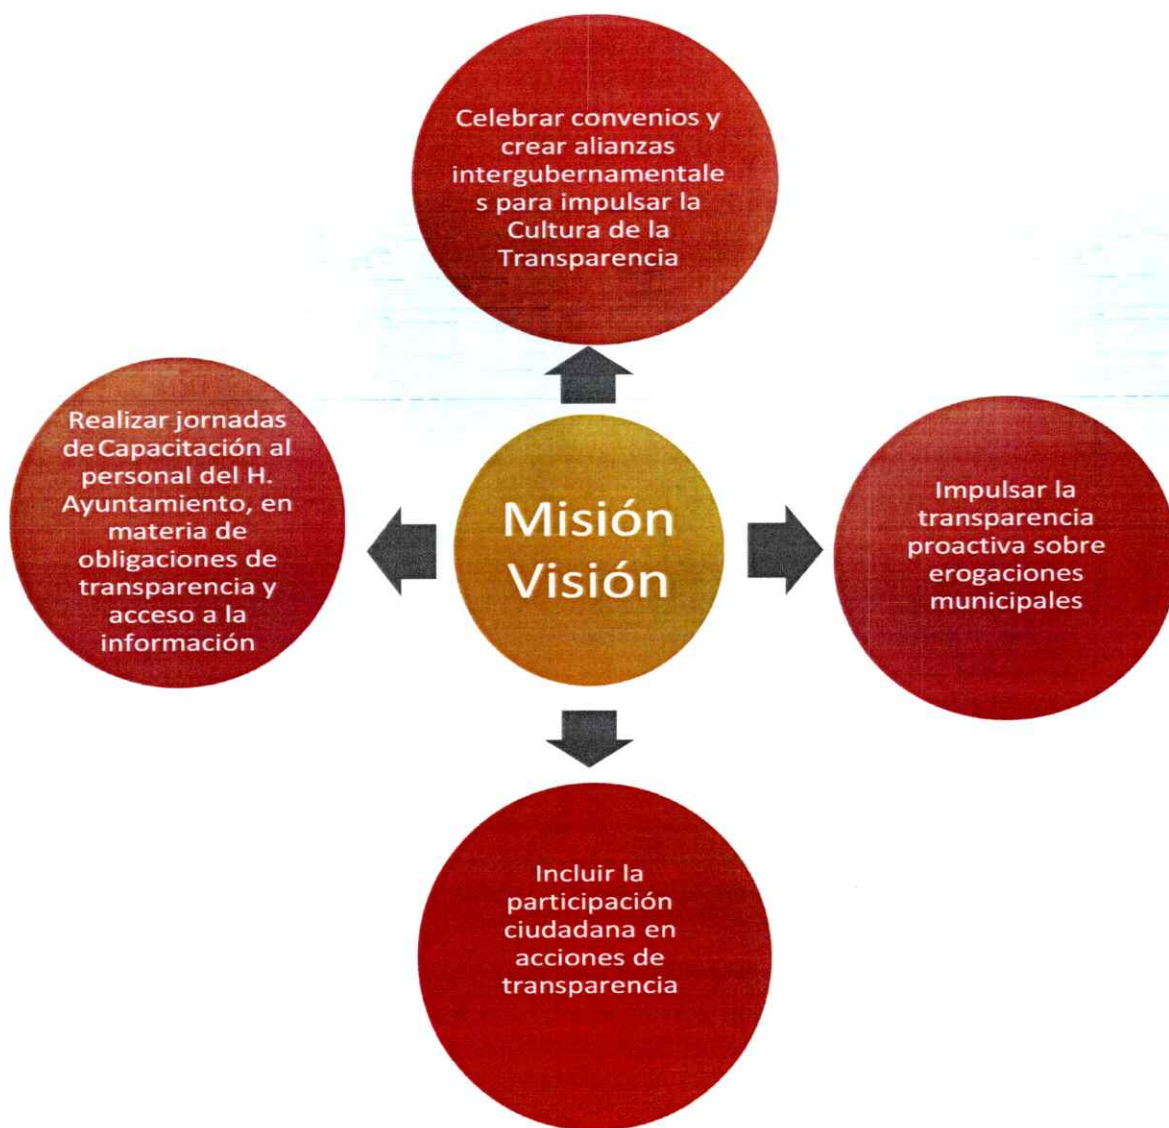 Celebrar convenios y
crear alianzas
intergubernamentale
s para impulsar la
Cultura de la
Transparencia
Realizar jornadas
de Capacitación al
personal del H.
Ayuntamiento, en
materia de
obligaciones de
transparencia y
acceso a la
información
Misión
Visión
Impulsar la
transparencia
proactiva sobre
erogaciones
municipales
Incluir la
participación
ciudadana en
acciones de
transparencia